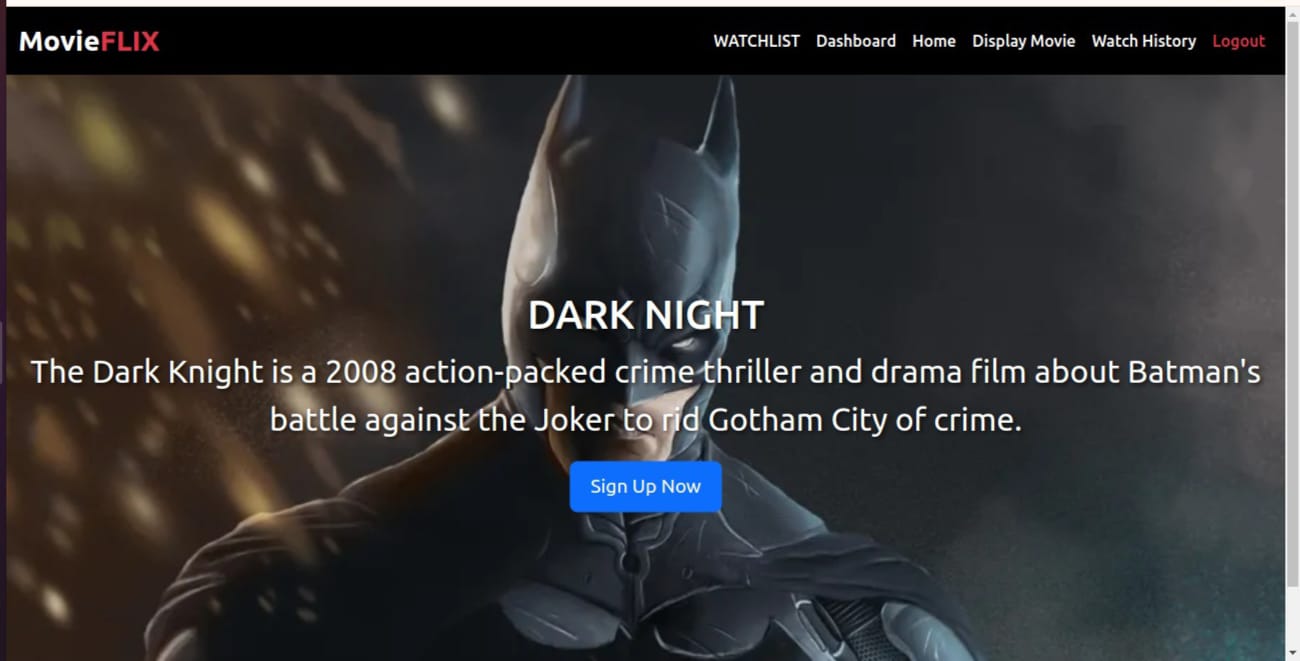 MovieFLIX
WATCHLIST Dashboard Home Display Movie Watch History Logout
DARK NIGHT
The Dark Knight is a 2008 action-packed crime thriller and drama film about Batman's
battle against the Joker to rid Gotham City of crime.
Sign Up Now